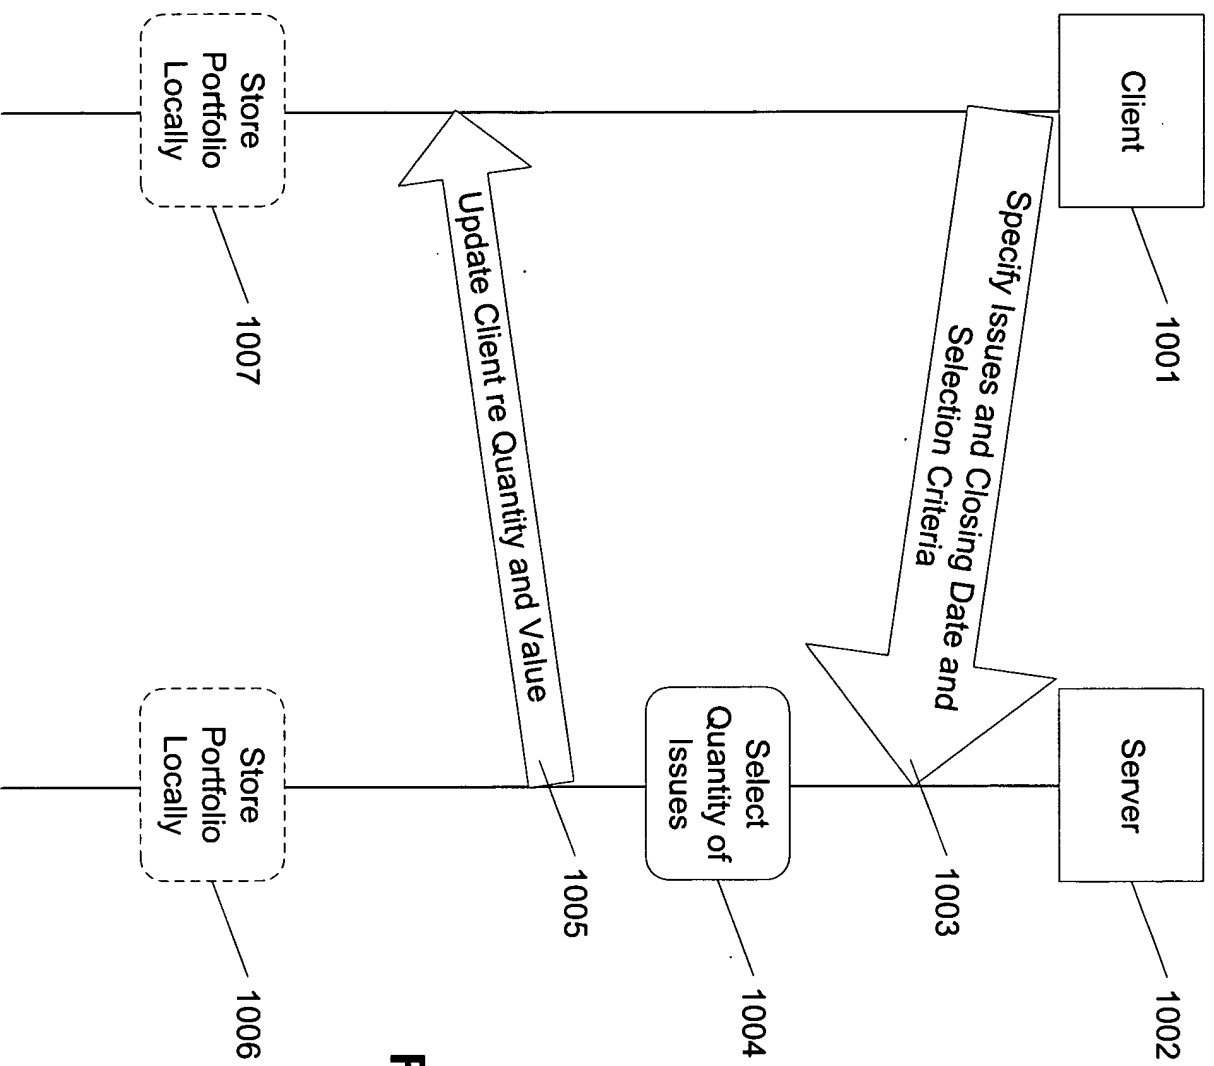 Client
1001
Server
1002
Specify Issues and Closing Date and
Selection Criteria
1003
Select
Quantity of
Issues
1004
Update Client re Quantity and Value
1005
Store
Portfolio
Locally
1007
Store
Portfolio
Locally
1006